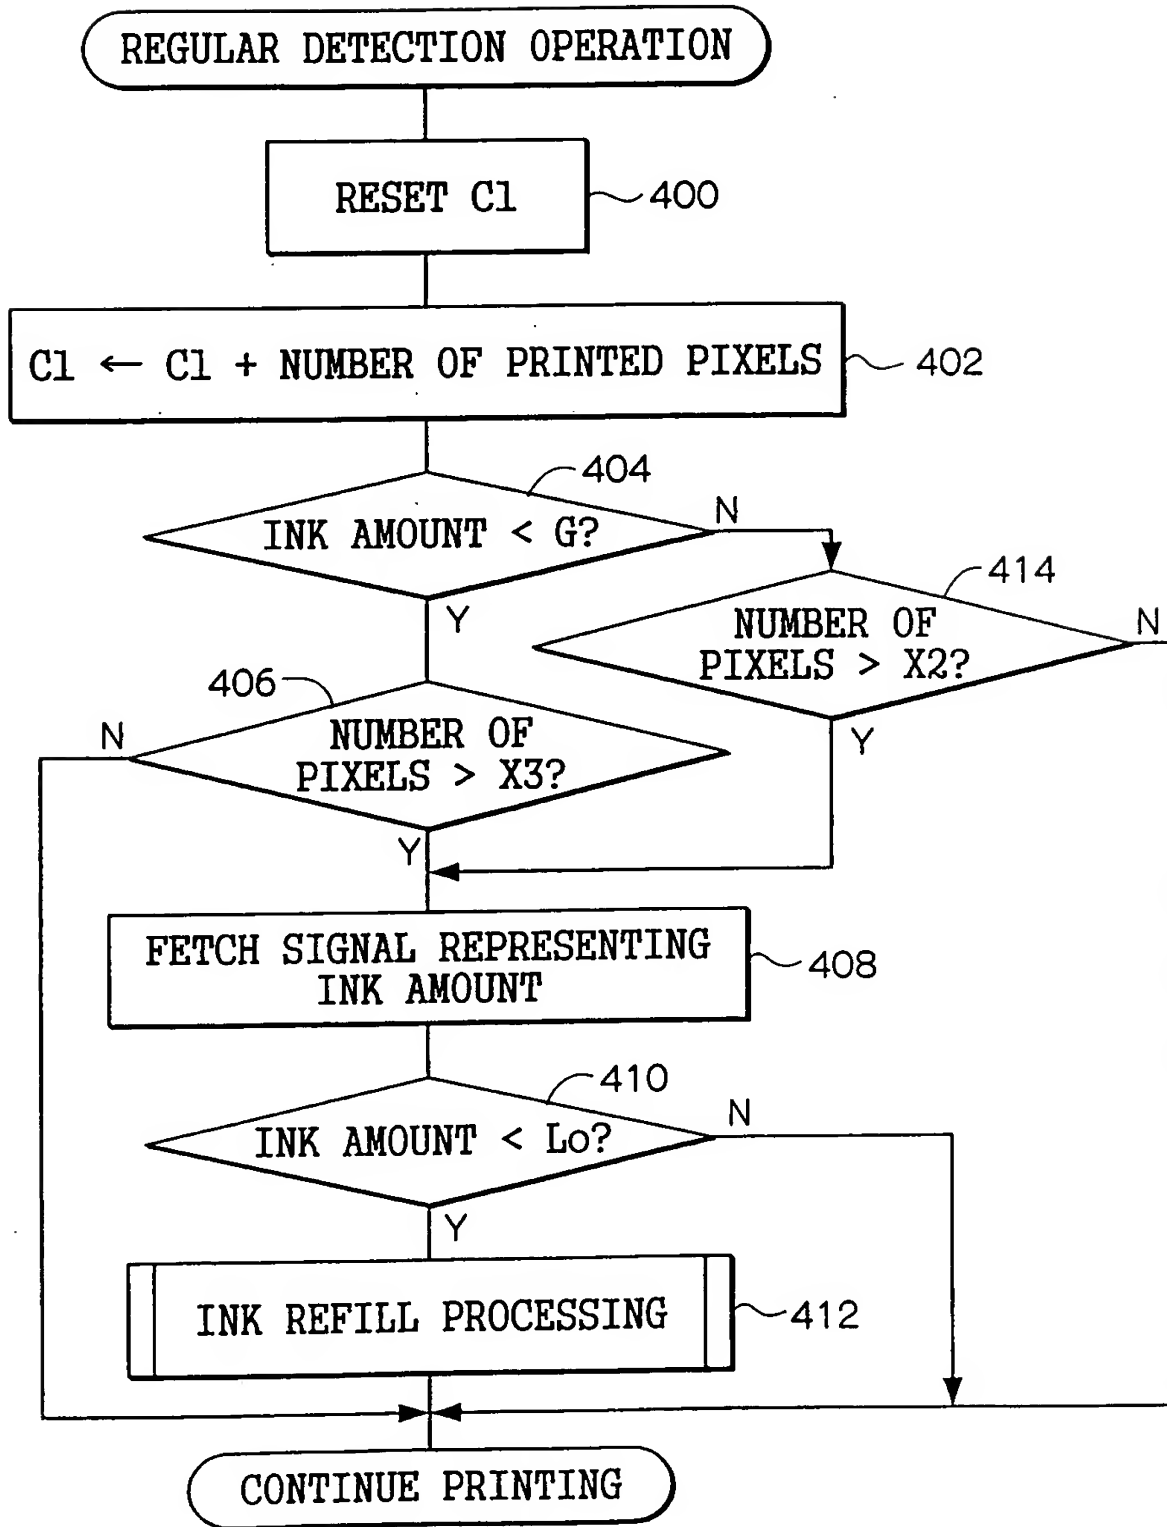 REGULAR DETECTION OPERATION
RESET C1
400
C1 ← C1 + NUMBER OF PRINTED PIXELS
402
404
INK AMOUNT < G?
N
Y
414
NUMBER OF
PIXELS > X2?
N
Y
406
NUMBER OF
PIXELS > X3?
N
Y
FETCH SIGNAL REPRESENTING
INK AMOUNT
408
410
INK AMOUNT < Lo?
N
Y
INK REFILL PROCESSING
412
CONTINUE PRINTING